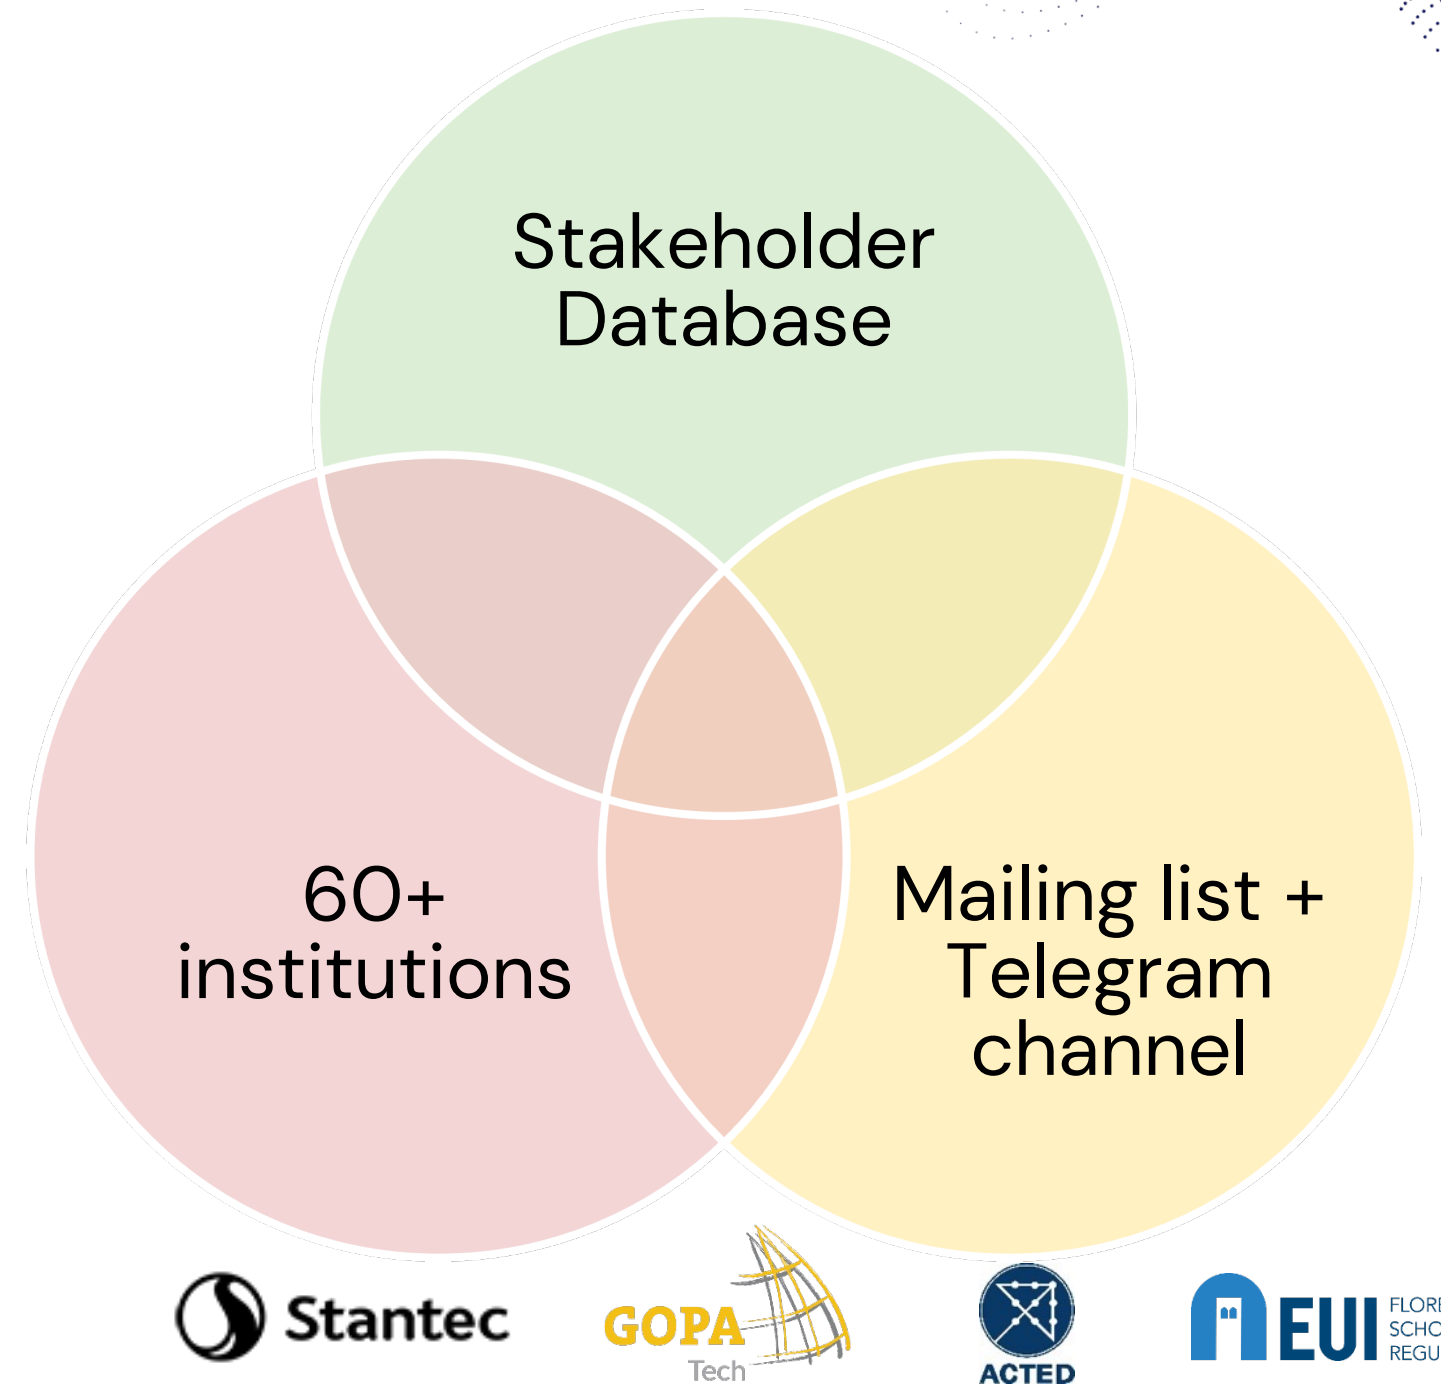 Stakeholder
Database
60+
institutions
Mailing list +
Telegram
channel
Stantec
GOPA
Tech
ACTED
EUI